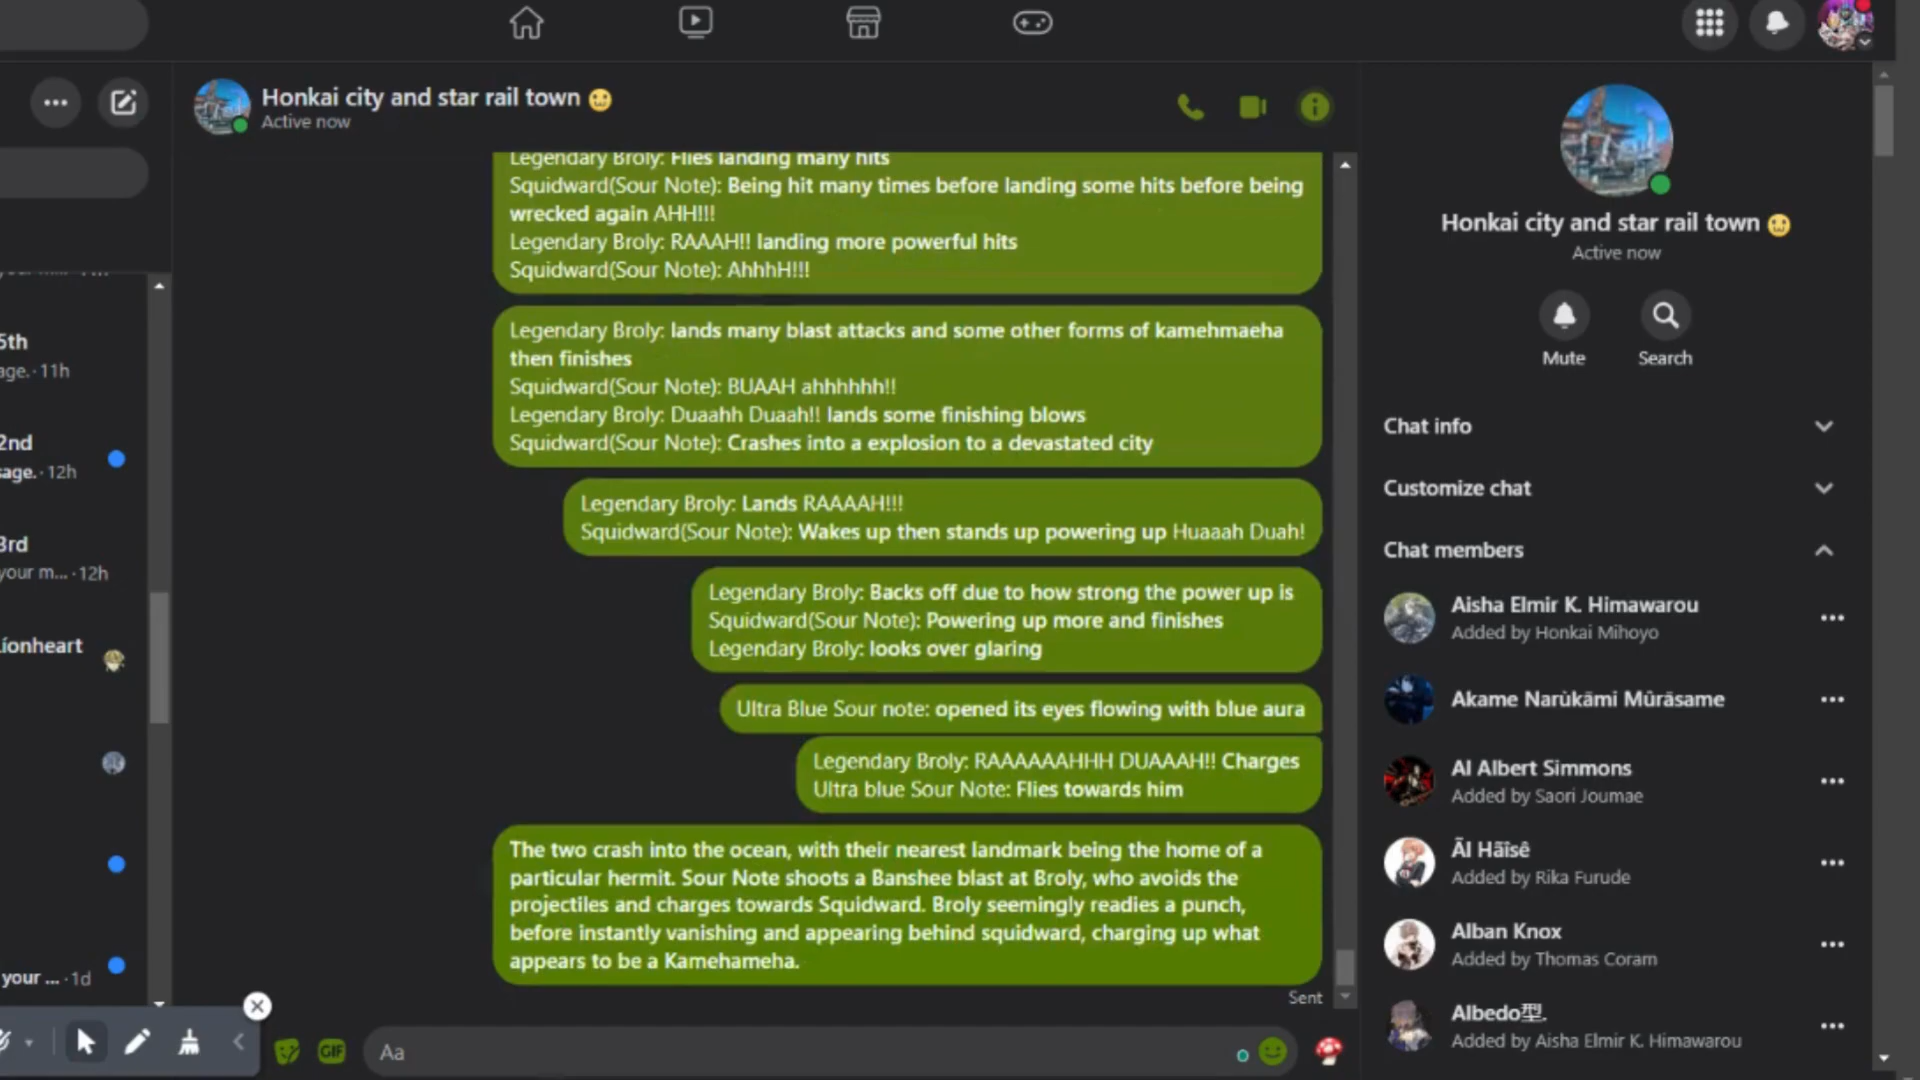 Honkai city and star rail town
Active now
Legendary Broly: Flies landing many hits
Squidward(Sour Note): Being hit many times before landing some hits before being
wrecked again AHH!!!
Legendary Broly: RAAAH!! landing more powerful hits
Squidward(Sour Note): AhhhH!!!
Legendary Broly: lands many blast attacks and some other forms of kamehmaeha
then finishes
Squidward(Sour Note): BUAAH ahhhhhh!!
Legendary Broly: Duaahh Duaah!! lands some finishing blows
Squidward(Sour Note): Crashes into a explosion to a devastated city
Legendary Broly: Lands RAAAAH!!!
Squidward(Sour Note): Wakes up then stands up powering up Huaaah Duah!
Legendary Broly: Backs off due to how strong the power up is
Squidward(Sour Note): Powering up more and finishes
Legendary Broly: looks over glaring
Ultra Blue Sour note: opened its eyes flowing with blue aura
Legendary Broly: RAAAAAAHHH DUAAAH!! Charges
Ultra blue Sour Note: Flies towards him
The two crash into the ocean, with their nearest landmark being the home of a
particular hermit. Sour Note shoots a Banshee blast at Broly, who avoids the
projectiles and charges towards Squidward. Broly seemingly readies a punch,
before instantly vanishing and appearing behind squidward, charging up what
appears to be a Kamehameha.
Sent
GIF
Aa
5th
age. · 11h
2nd
sage. · 12h
3rd
your m... · 12h
ionheart
your ... · 1d
Honkai city and star rail town
Active now
Mute
Search
Chat info
Customize chat
Chat members
Aisha Elmir K. Himawarou
Added by Honkai Mihoyo
Akame Narùkāmi Mûrāsame
Al Albert Simmons
Added by Saori Joumae
Ãl Hãîsê
Added by Rika Furude
Alban Knox
Added by Thomas Coram
Albedo型.
Added by Aisha Elmir K. Himawarou